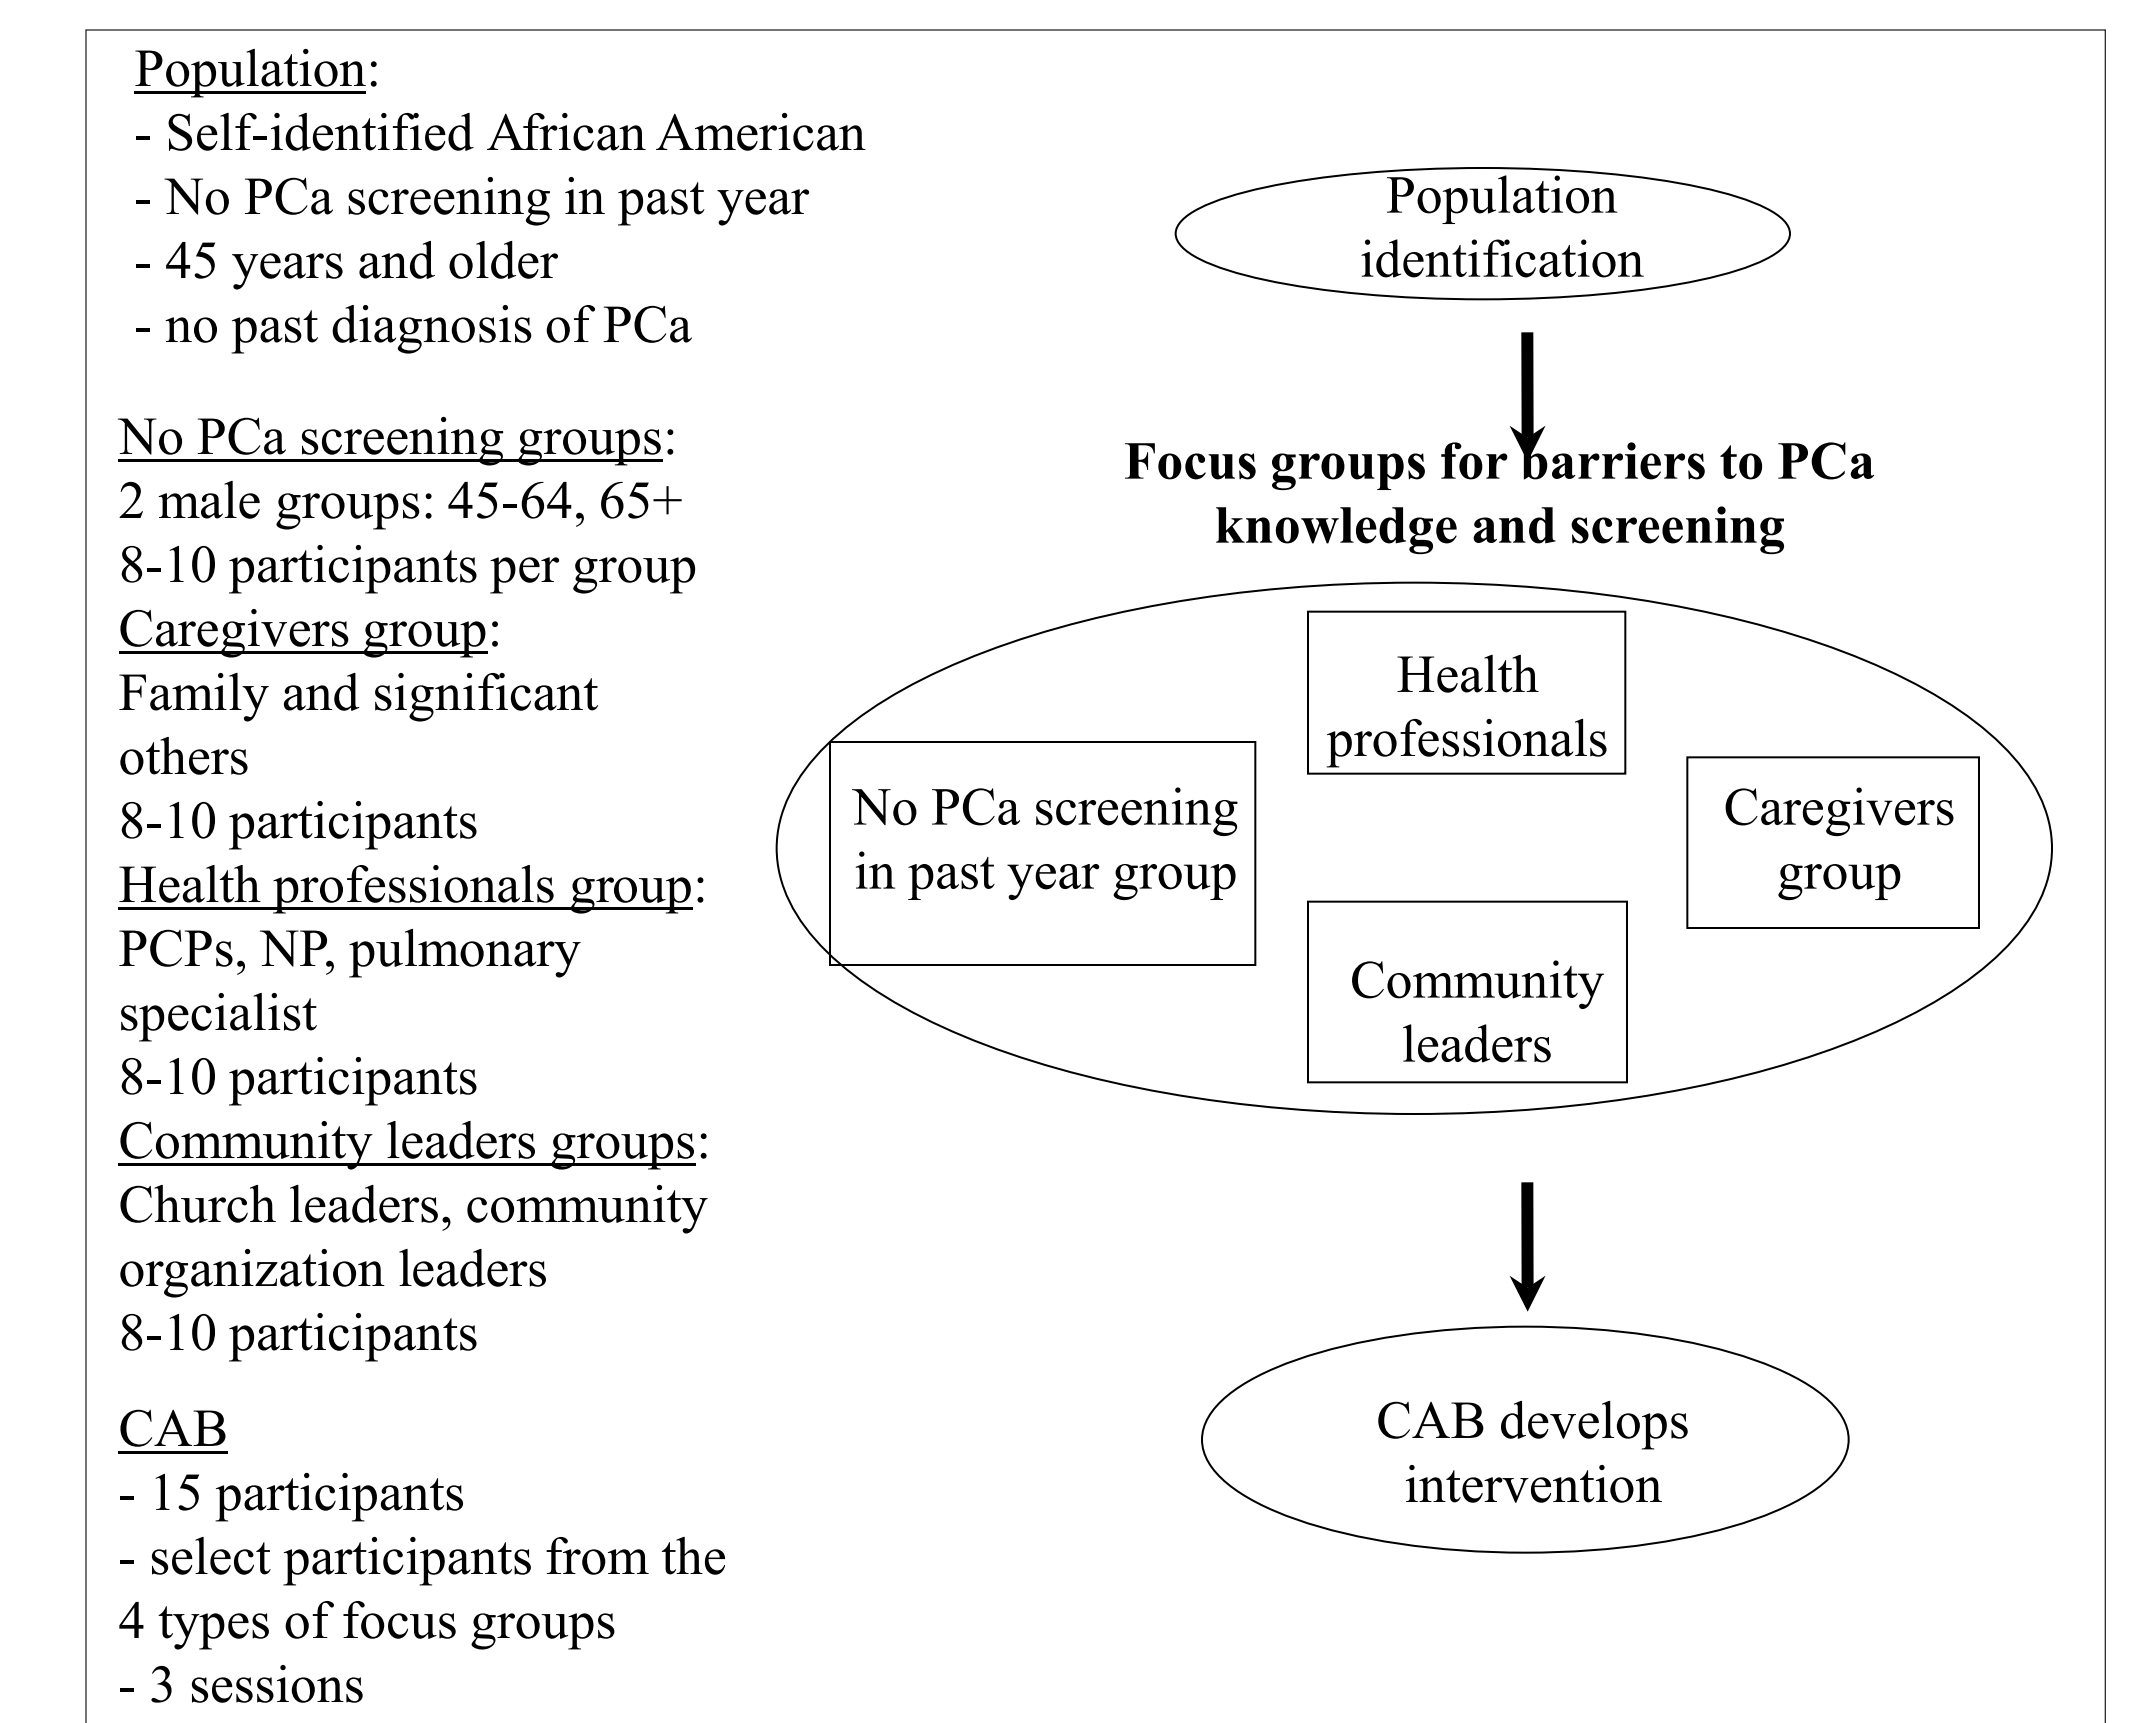 Population:
- Self-identified African American
- No PCa screening in past year
- 45 years and older
- no past diagnosis of PCa
No PCa screening groups:
2 male groups: 45-64, 65+
8-10 participants per group
Caregivers group:
Family and significant
others
8-10 participants
Health professionals group:
PCPs, NP, pulmonary
specialist
8-10 participants
Community leaders groups:
Church leaders, community
organization leaders
8-10 participants
CAB
- 15 participants
- select participants from the
4 types of focus groups
- 3 sessions
Population
identification
Focus groups for barriers to PCa
knowledge and screening
Health
professionals
No PCa screening
in past year group
Caregivers
group
Community
leaders
CAB develops
intervention